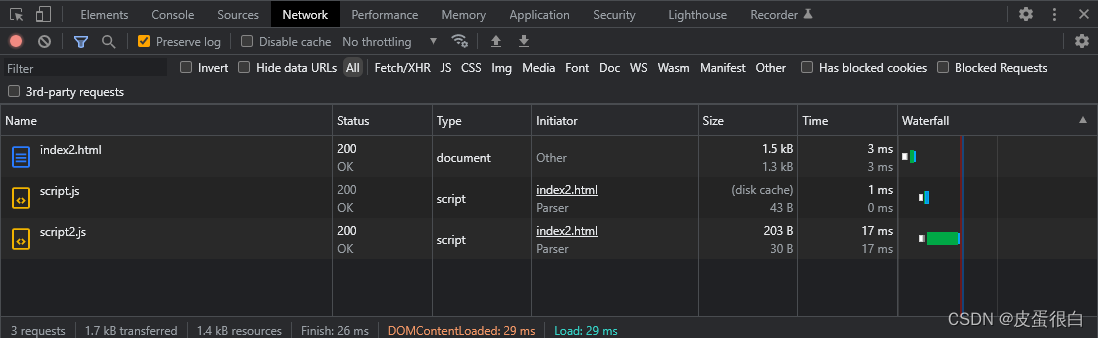 Elements Console Sources Network Performance Memory Application Security Lighthouse Recorder
Preserve log Disable cache No throttling
Filter Invert Hide data URLs All Fetch/XHR JS CSS Img Media Font Doc WS Wasm Manifest Other Has blocked cookies Blocked Requests
3rd-party requests
Name Status Type Initiator Size Time Waterfall
index2.html 200 document Other 1.5 kB 3 ms
OK 1.3 kB 3 ms
script.js 200 script index2.html (disk cache) 1 ms
OK Parser 43 B 0 ms
script2.js 200 script index2.html 203 B 17 ms
OK Parser 30 B 17 ms
3 requests 1.7 kB transferred 1.4 kB resources Finish: 26 ms DOMContentLoaded: 29 ms Load: 29 ms
CSDN @皮蛋很白